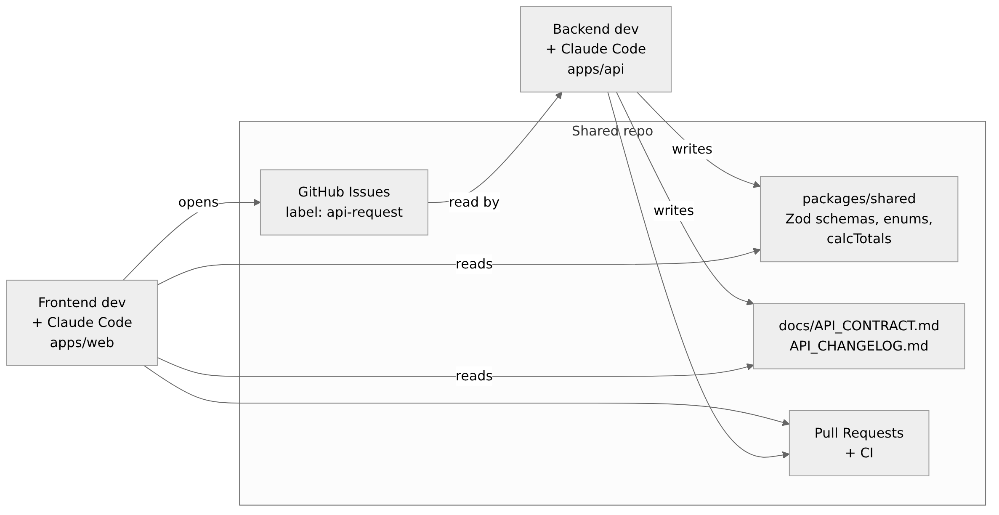 Backend dev
+ Claude Code
apps/api
Shared repo
writes
GitHub Issues
label: api-request
opens
read by
writes
packages/shared
Zod schemas, enums,
calcTotals
reads
Frontend dev
+ Claude Code
apps/web
docs/API_CONTRACT.md
API_CHANGELOG.md
reads
Pull Requests
+ CI